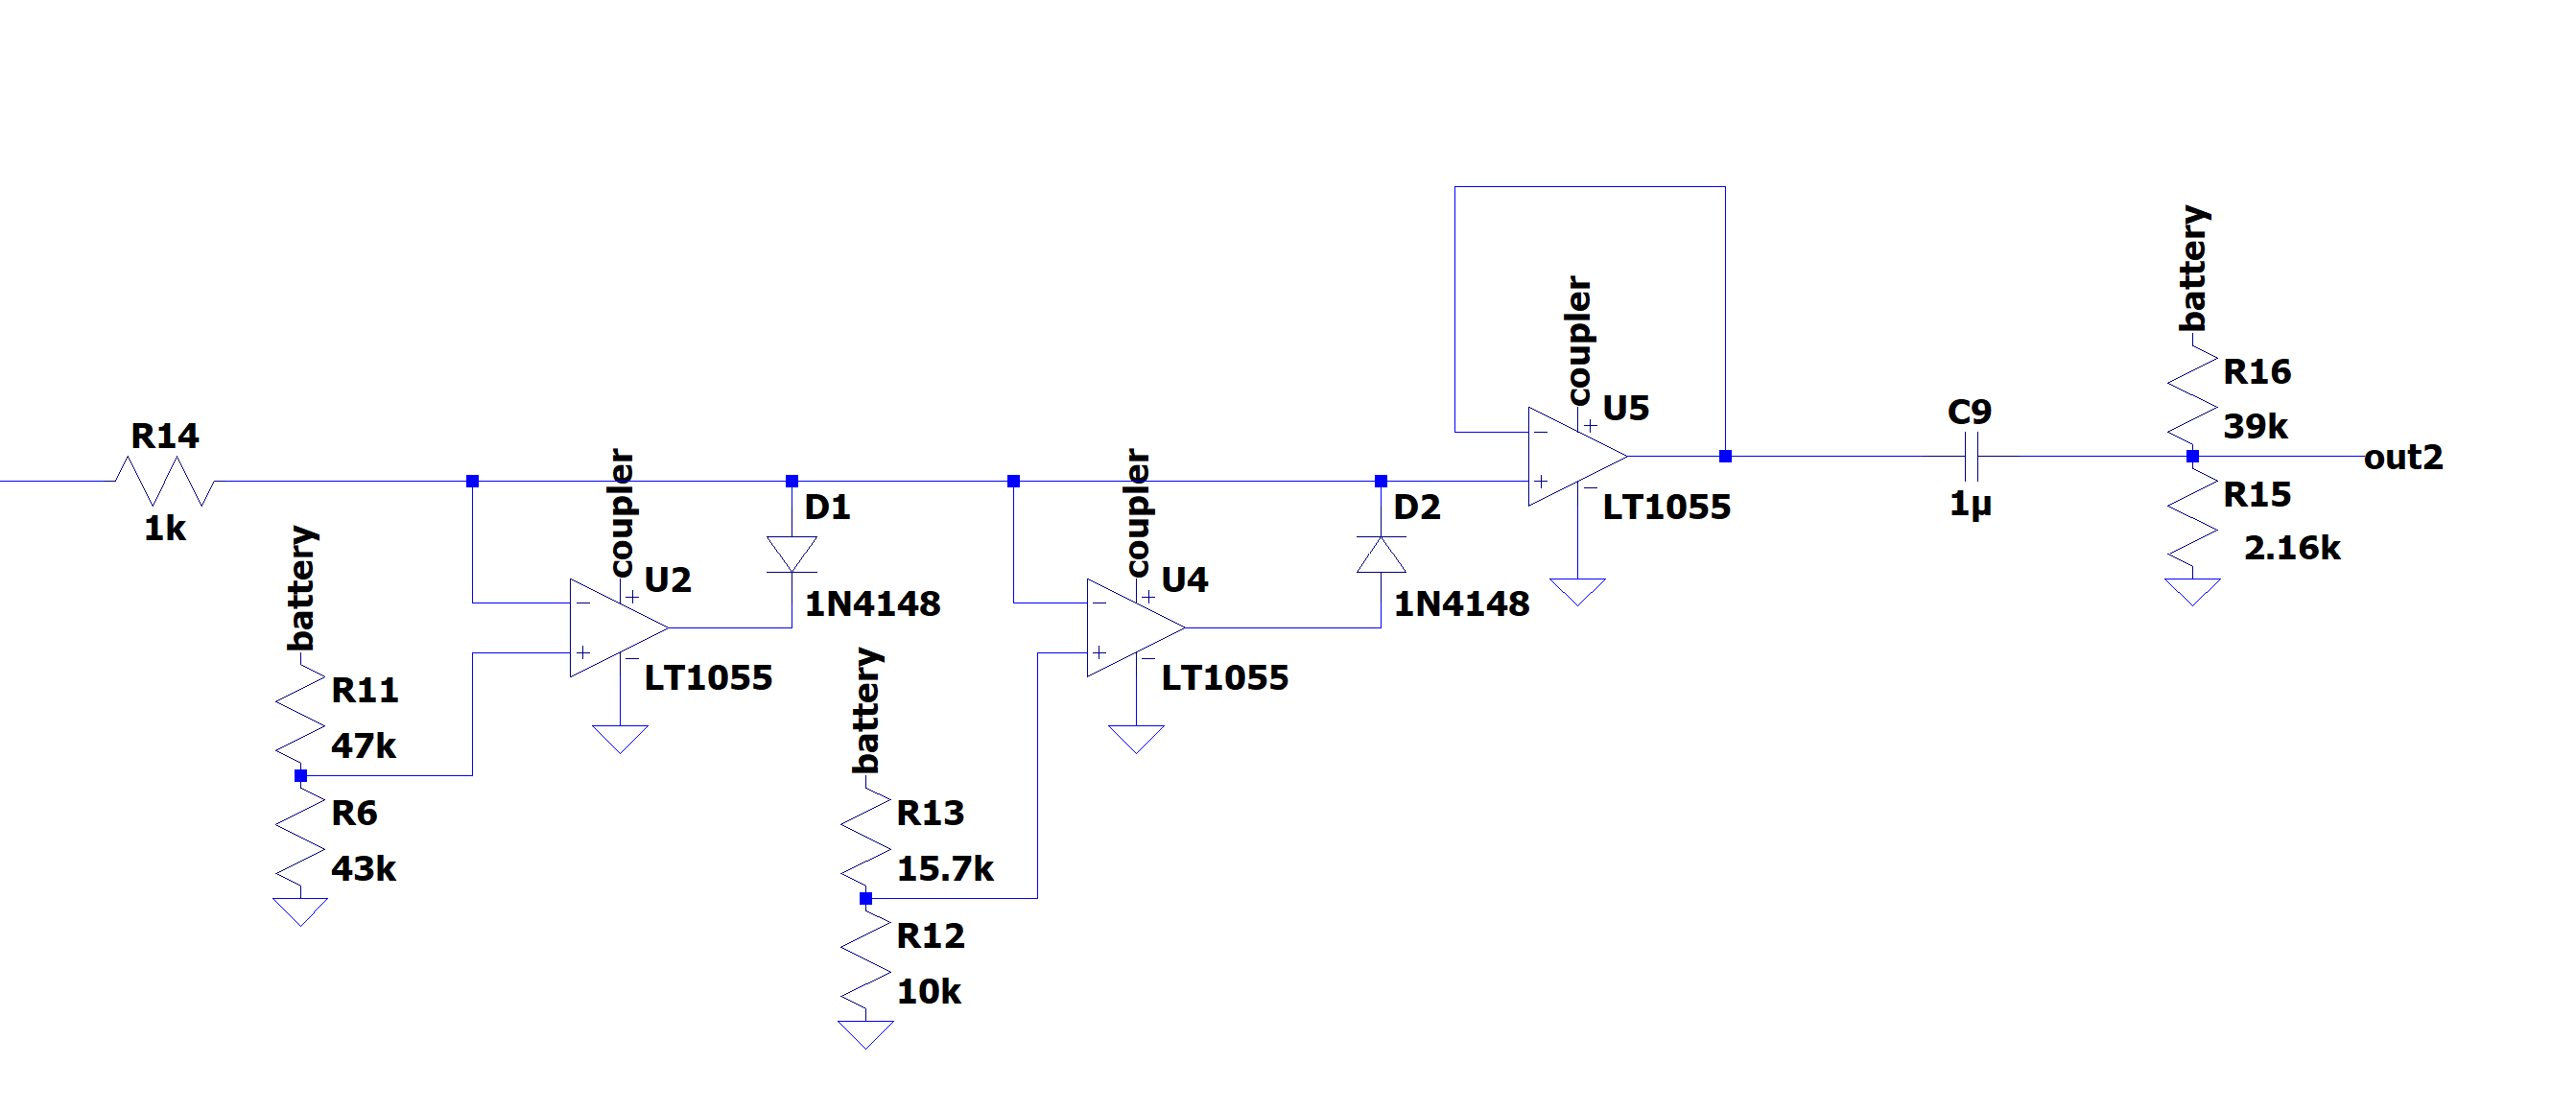 R14
1k
battery
R11
47k
R6
43k
coupler
U2
LT1055
D1
1N4148
battery
R13
15.7k
R12
10k
coupler
U4
LT1055
D2
1N4148
coupler
U5
LT1055
C9
1µ
battery
R16
39k
R15
2.16k
out2